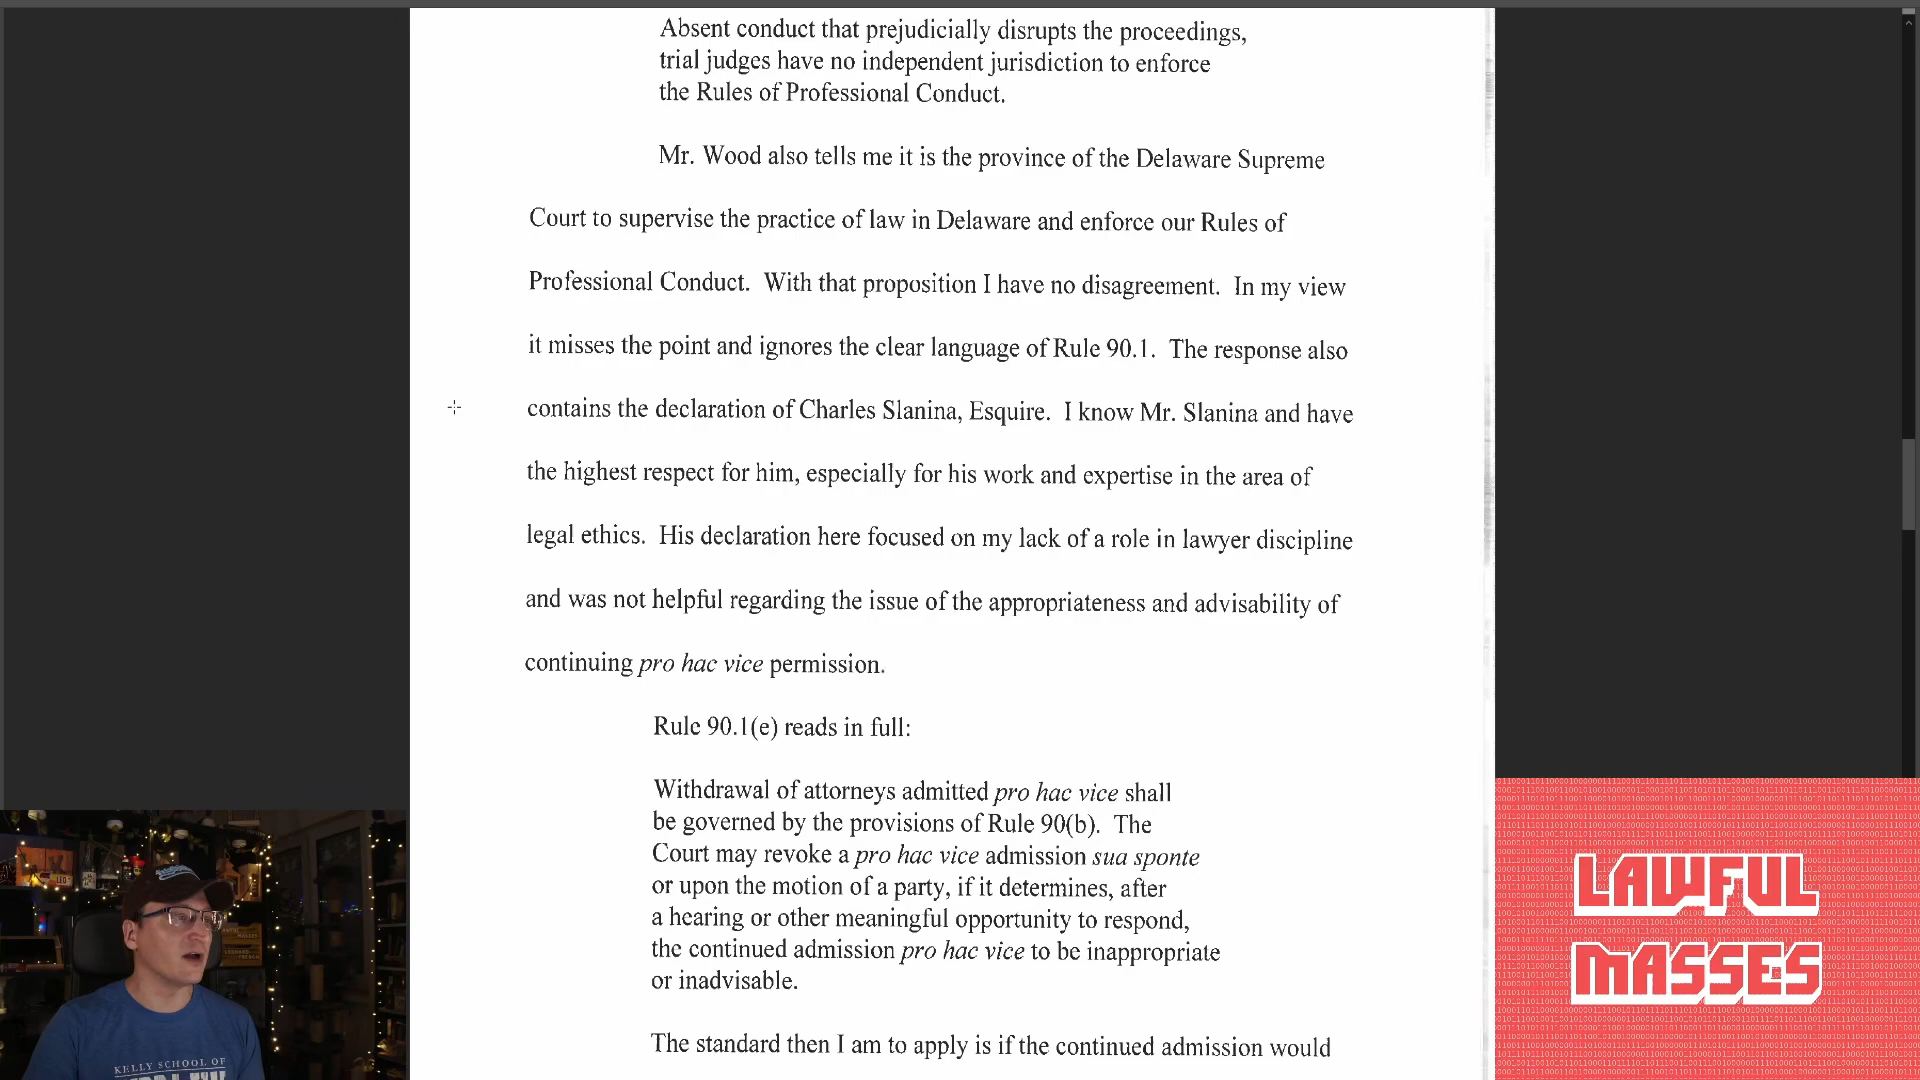 Absent conduct that prejudicially disrupts the proceedings,
trial judges have no independent jurisdiction to enforce
the Rules of Professional Conduct.
Mr. Wood also tells me it is the province of the Delaware Supreme
Court to supervise the practice of law in Delaware and enforce our Rules of
Professional Conduct. With that proposition I have no disagreement. In my view
it misses the point and ignores the clear language of Rule 90.1. The response also
contains the declaration of Charles Slanina, Esquire. I know Mr. Slanina and have
the highest respect for him, especially for his work and expertise in the area of
legal ethics. His declaration here focused on my lack of a role in lawyer discipline
and was not helpful regarding the issue of the appropriateness and advisability of
continuing pro hac vice permission.
Rule 90.1(e) reads in full:
Withdrawal of attorneys admitted pro hac vice shall
be governed by the provisions of Rule 90(b). The
Court may revoke a pro hac vice admission sua sponte
or upon the motion of a party, if it determines, after
a hearing or other meaningful opportunity to respond,
the continued admission pro hac vice to be inappropriate
or inadvisable.
The standard then I am to apply is if the continued admission would
KELLY SCHOOL OF
LAWFUL
MASSES